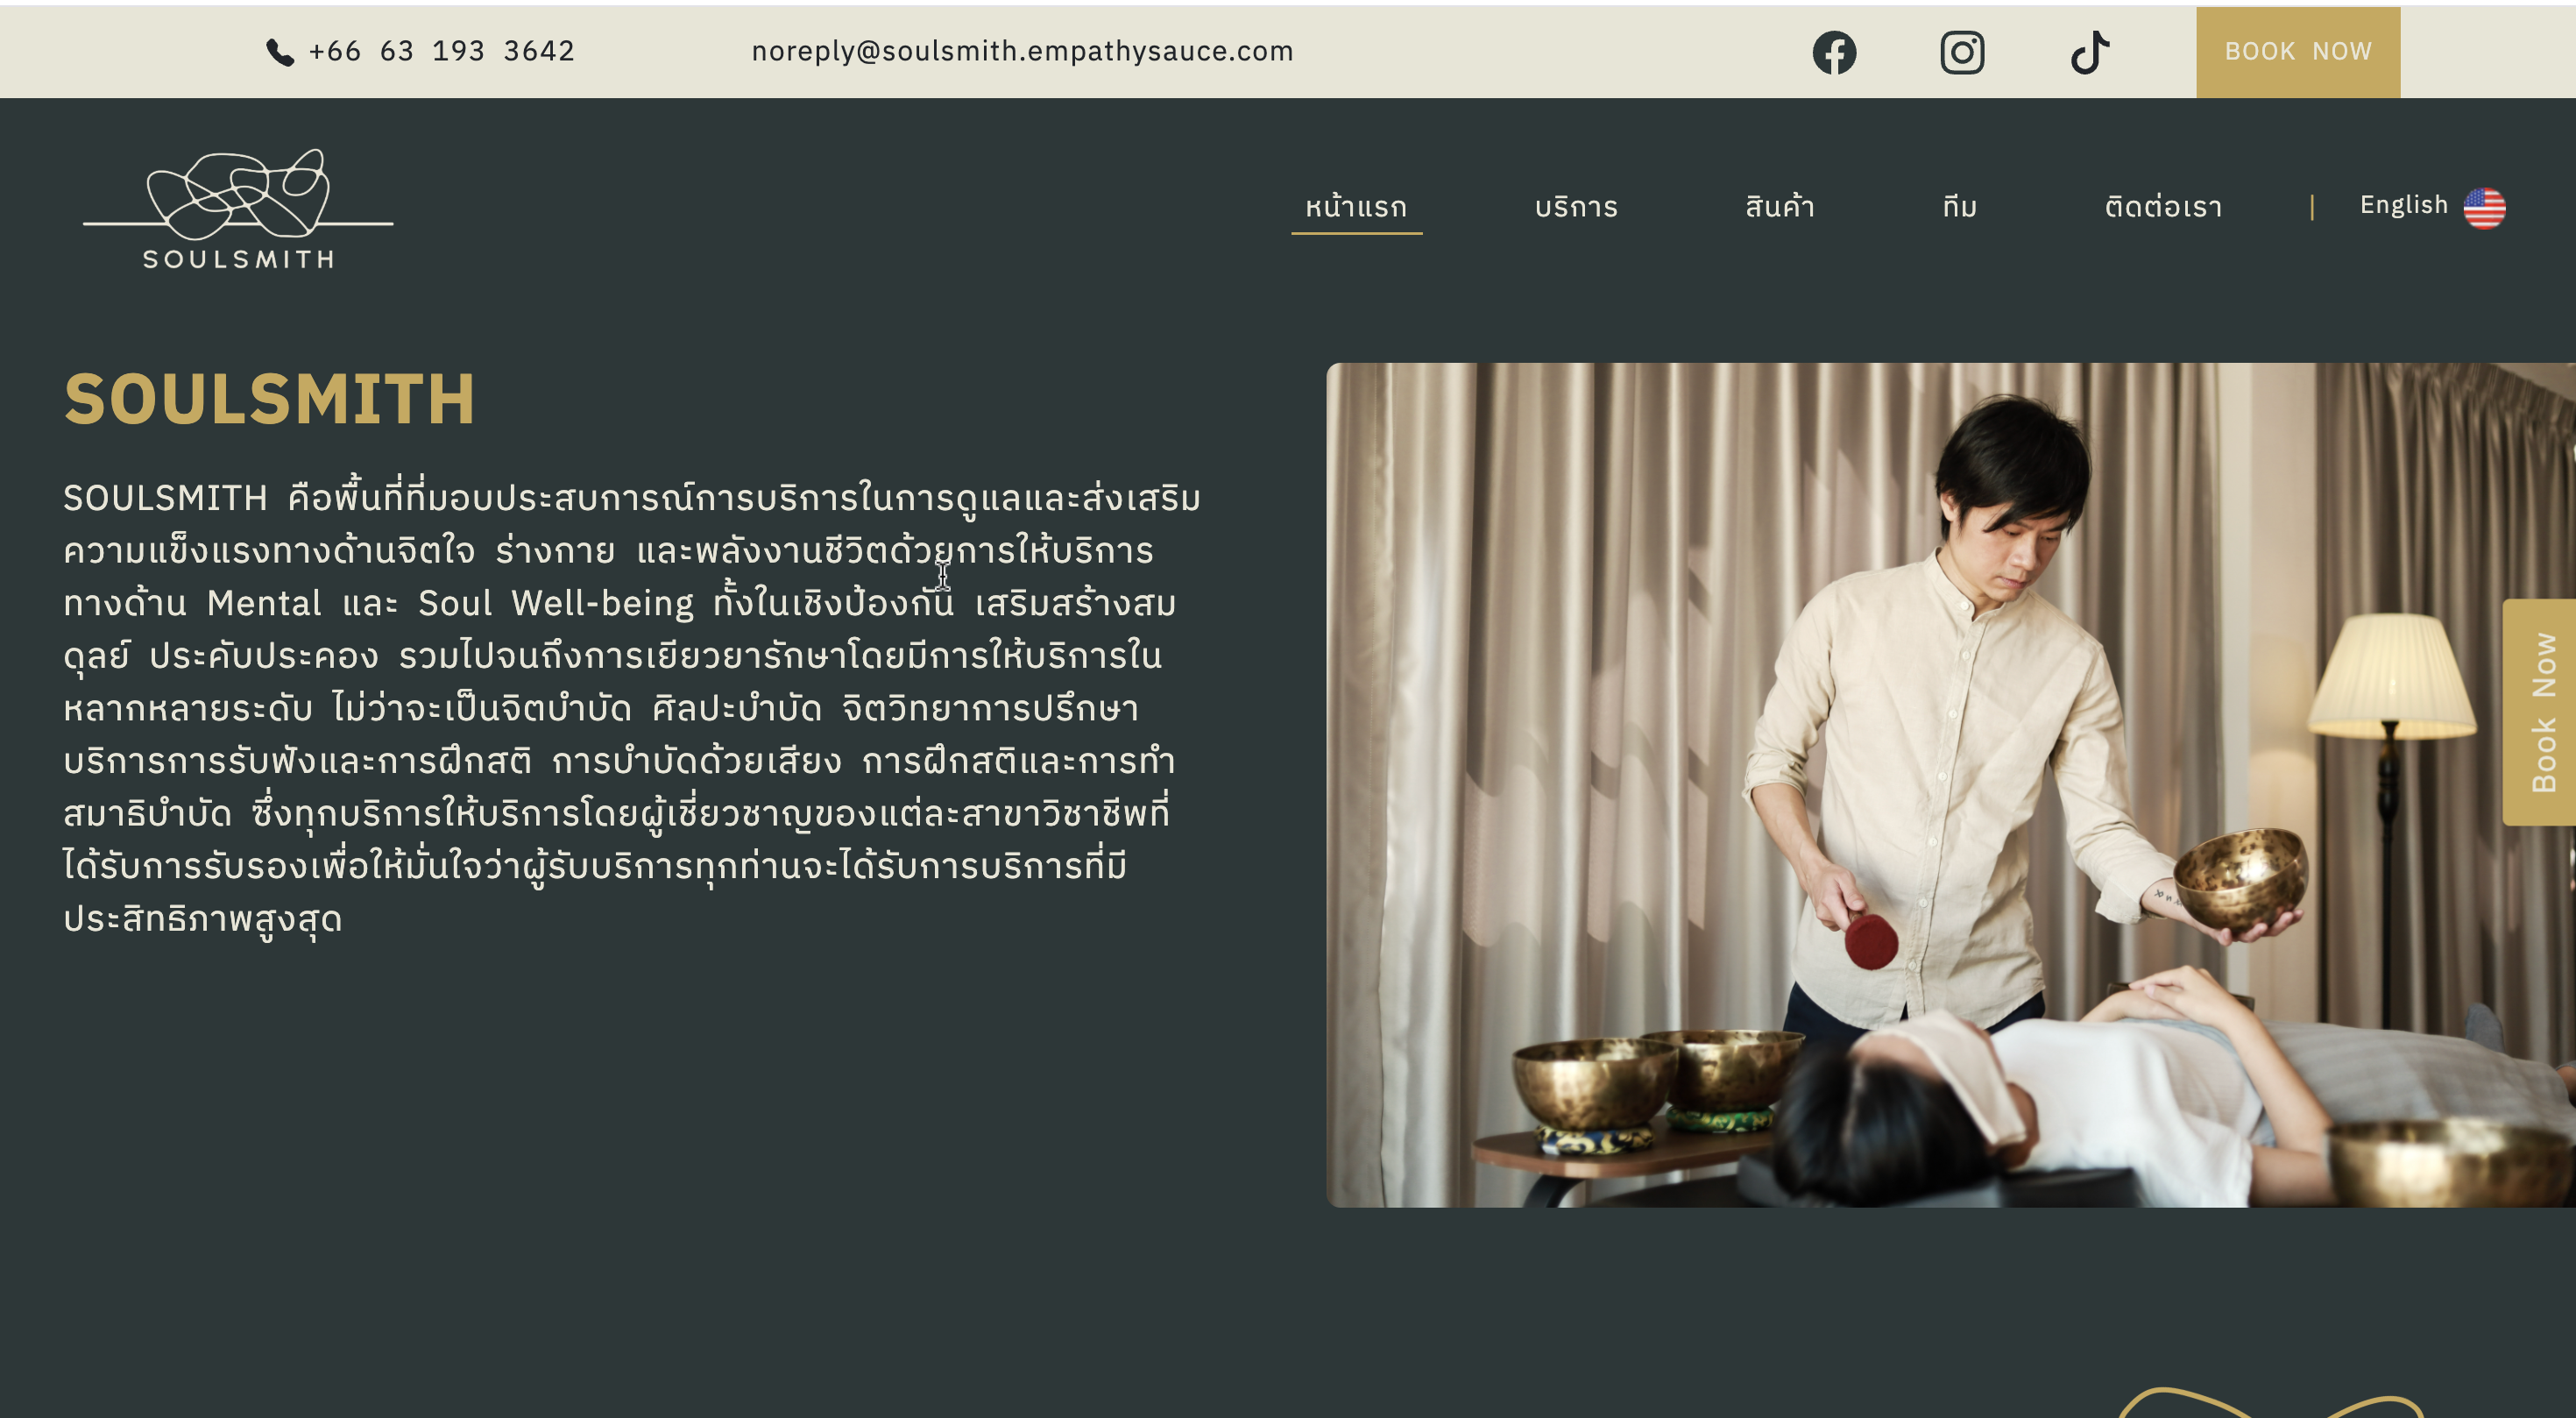 +66 63 193 3642
noreply@soulsmith.empathysauce.com
BOOK NOW
SOULSMITH
หน้าแรก
บริการ
สินค้า
ทีม
ติดต่อเรา
|
English
SOULSMITH
SOULSMITH คือพื้นที่ที่มอบประสบการณ์การบริการในการดูแลและส่งเสริม
ความแข็งแรงทางด้านจิตใจ ร่างกาย และพลังงานชีวิตด้วยการให้บริการ
ทางด้าน Mental และ Soul Well-being ทั้งในเชิงป้องกัน เสริมสร้างสม
ดุลย์ ประคับประคอง รวมไปจนถึงการเยียวยารักษาโดยมีการให้บริการใน
หลากหลายระดับ ไม่ว่าจะเป็นจิตบำบัด ศิลปะบำบัด จิตวิทยาการปรึกษา
บริการการรับฟังและการฝึกสติ การบำบัดด้วยเสียง การฝึกสติและการทำ
สมาธิบำบัด ซึ่งทุกบริการให้บริการโดยผู้เชี่ยวชาญของแต่ละสาขาวิชาชีพที่
ได้รับการรับรองเพื่อให้มั่นใจว่าผู้รับบริการทุกท่านจะได้รับการบริการที่มี
ประสิทธิภาพสูงสุด
Book Now